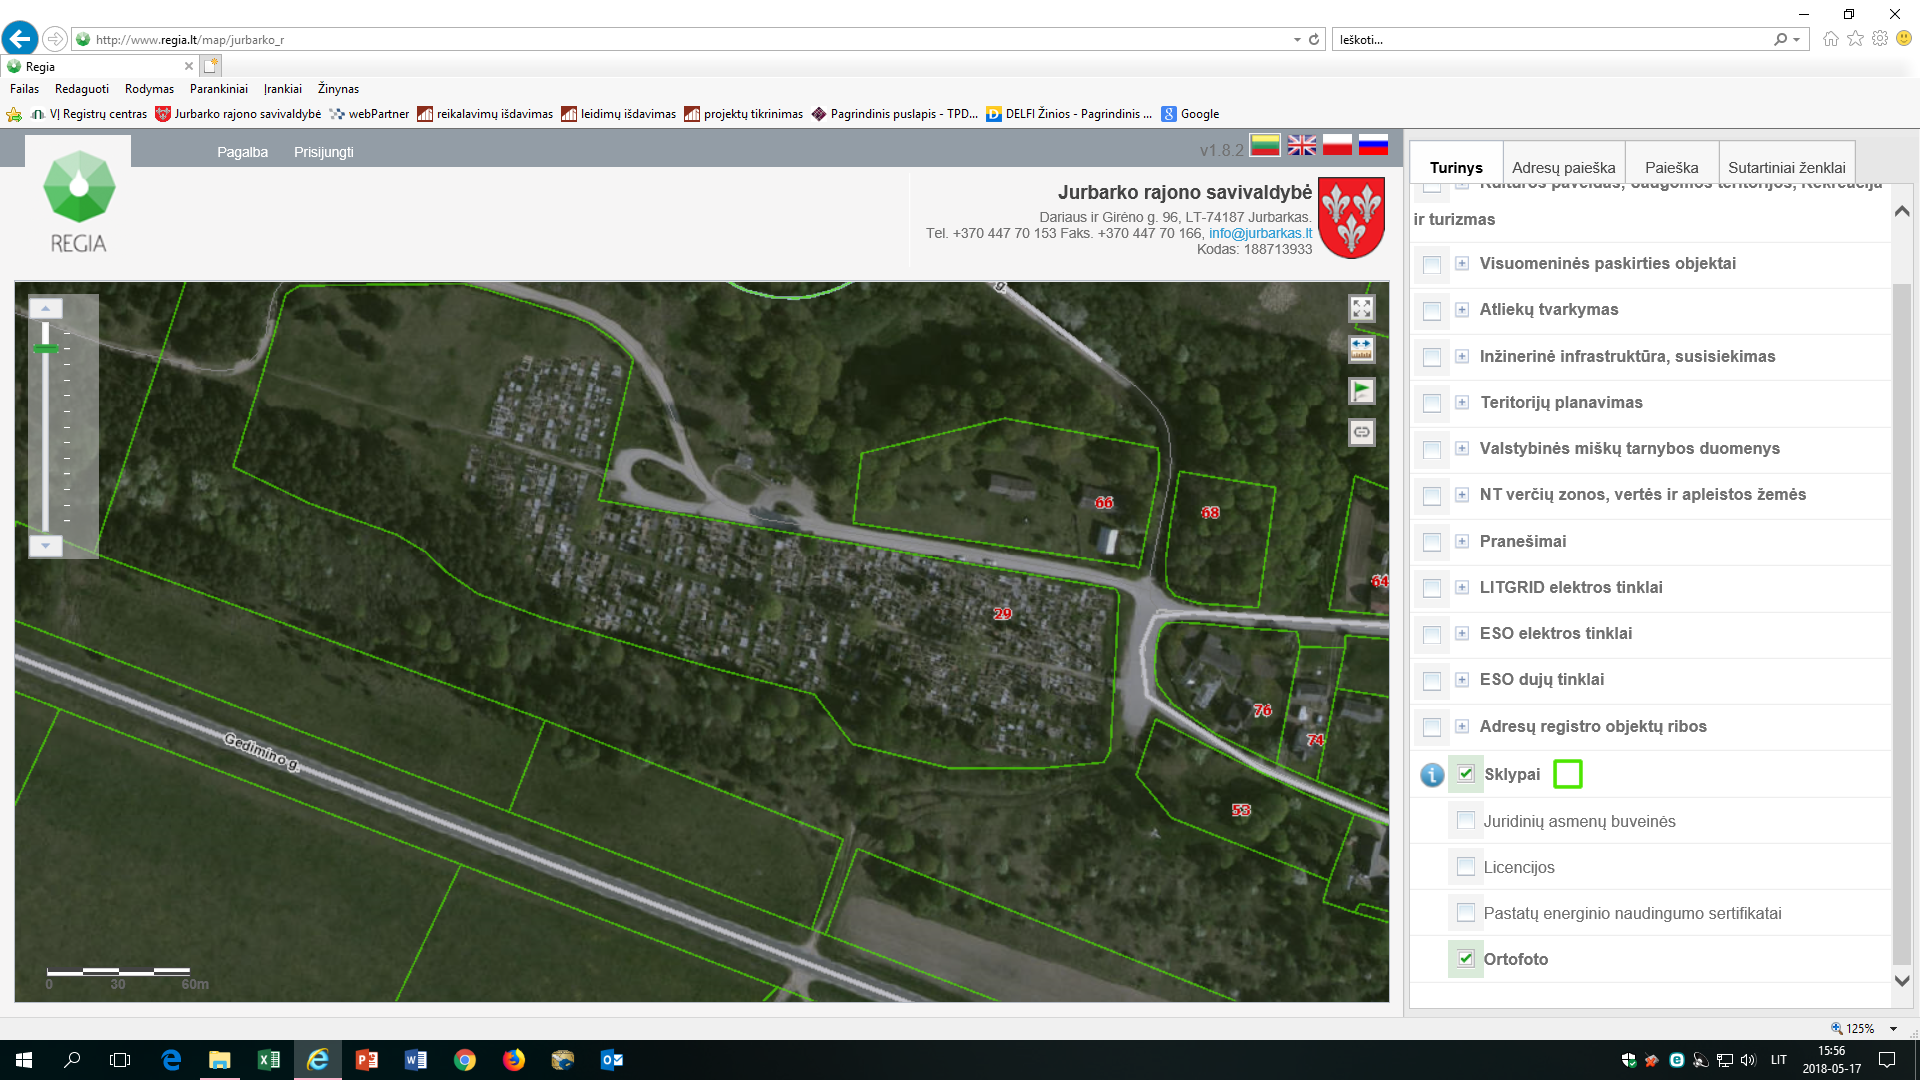 http://www.regia.lt/map/jurbarko_r
Ieškoti...
Regia
Failas Redaguoti Rodymas Parankiniai Įrankiai Žinynas
VĮ Registrų centras Jurbarko rajono savivaldybė webPartner reikalavimų išdavimas leidimų išdavimas projektų tikrinimas Pagrindinis puslapis - TPD... DELFI Žinios - Pagrindinis ... Google
Pagalba Prisijungti
v1.8.2
REGIA
Jurbarko rajono savivaldybė
Dariaus ir Girėno g. 96, LT-74187 Jurbarkas.
Tel. +370 447 70 153 Faks. +370 447 70 166, info@jurbarkas.lt
Kodas: 188713933
Turinys Adresų paieška Paieška Sutartiniai ženklai
Kultūros paveldas, Saugomos teritorijos, Rekreacija
ir turizmas
Visuomeninės paskirties objektai
Atliekų tvarkymas
Inžinerinė infrastruktūra, susisiekimas
Teritorijų planavimas
Valstybinės miškų tarnybos duomenys
NT verčių zonos, vertės ir apleistos žemės
Pranešimai
LITGRID elektros tinklai
ESO elektros tinklai
ESO dujų tinklai
Adresų registro objektų ribos
Sklypai
Juridinių asmenų buveinės
Licencijos
Pastatų energinio naudingumo sertifikatai
Ortofoto
g.
66
68
64
29
76
74
53
Gedimino g.
0 30 60m
125%
LIT
15:56
2018-05-17